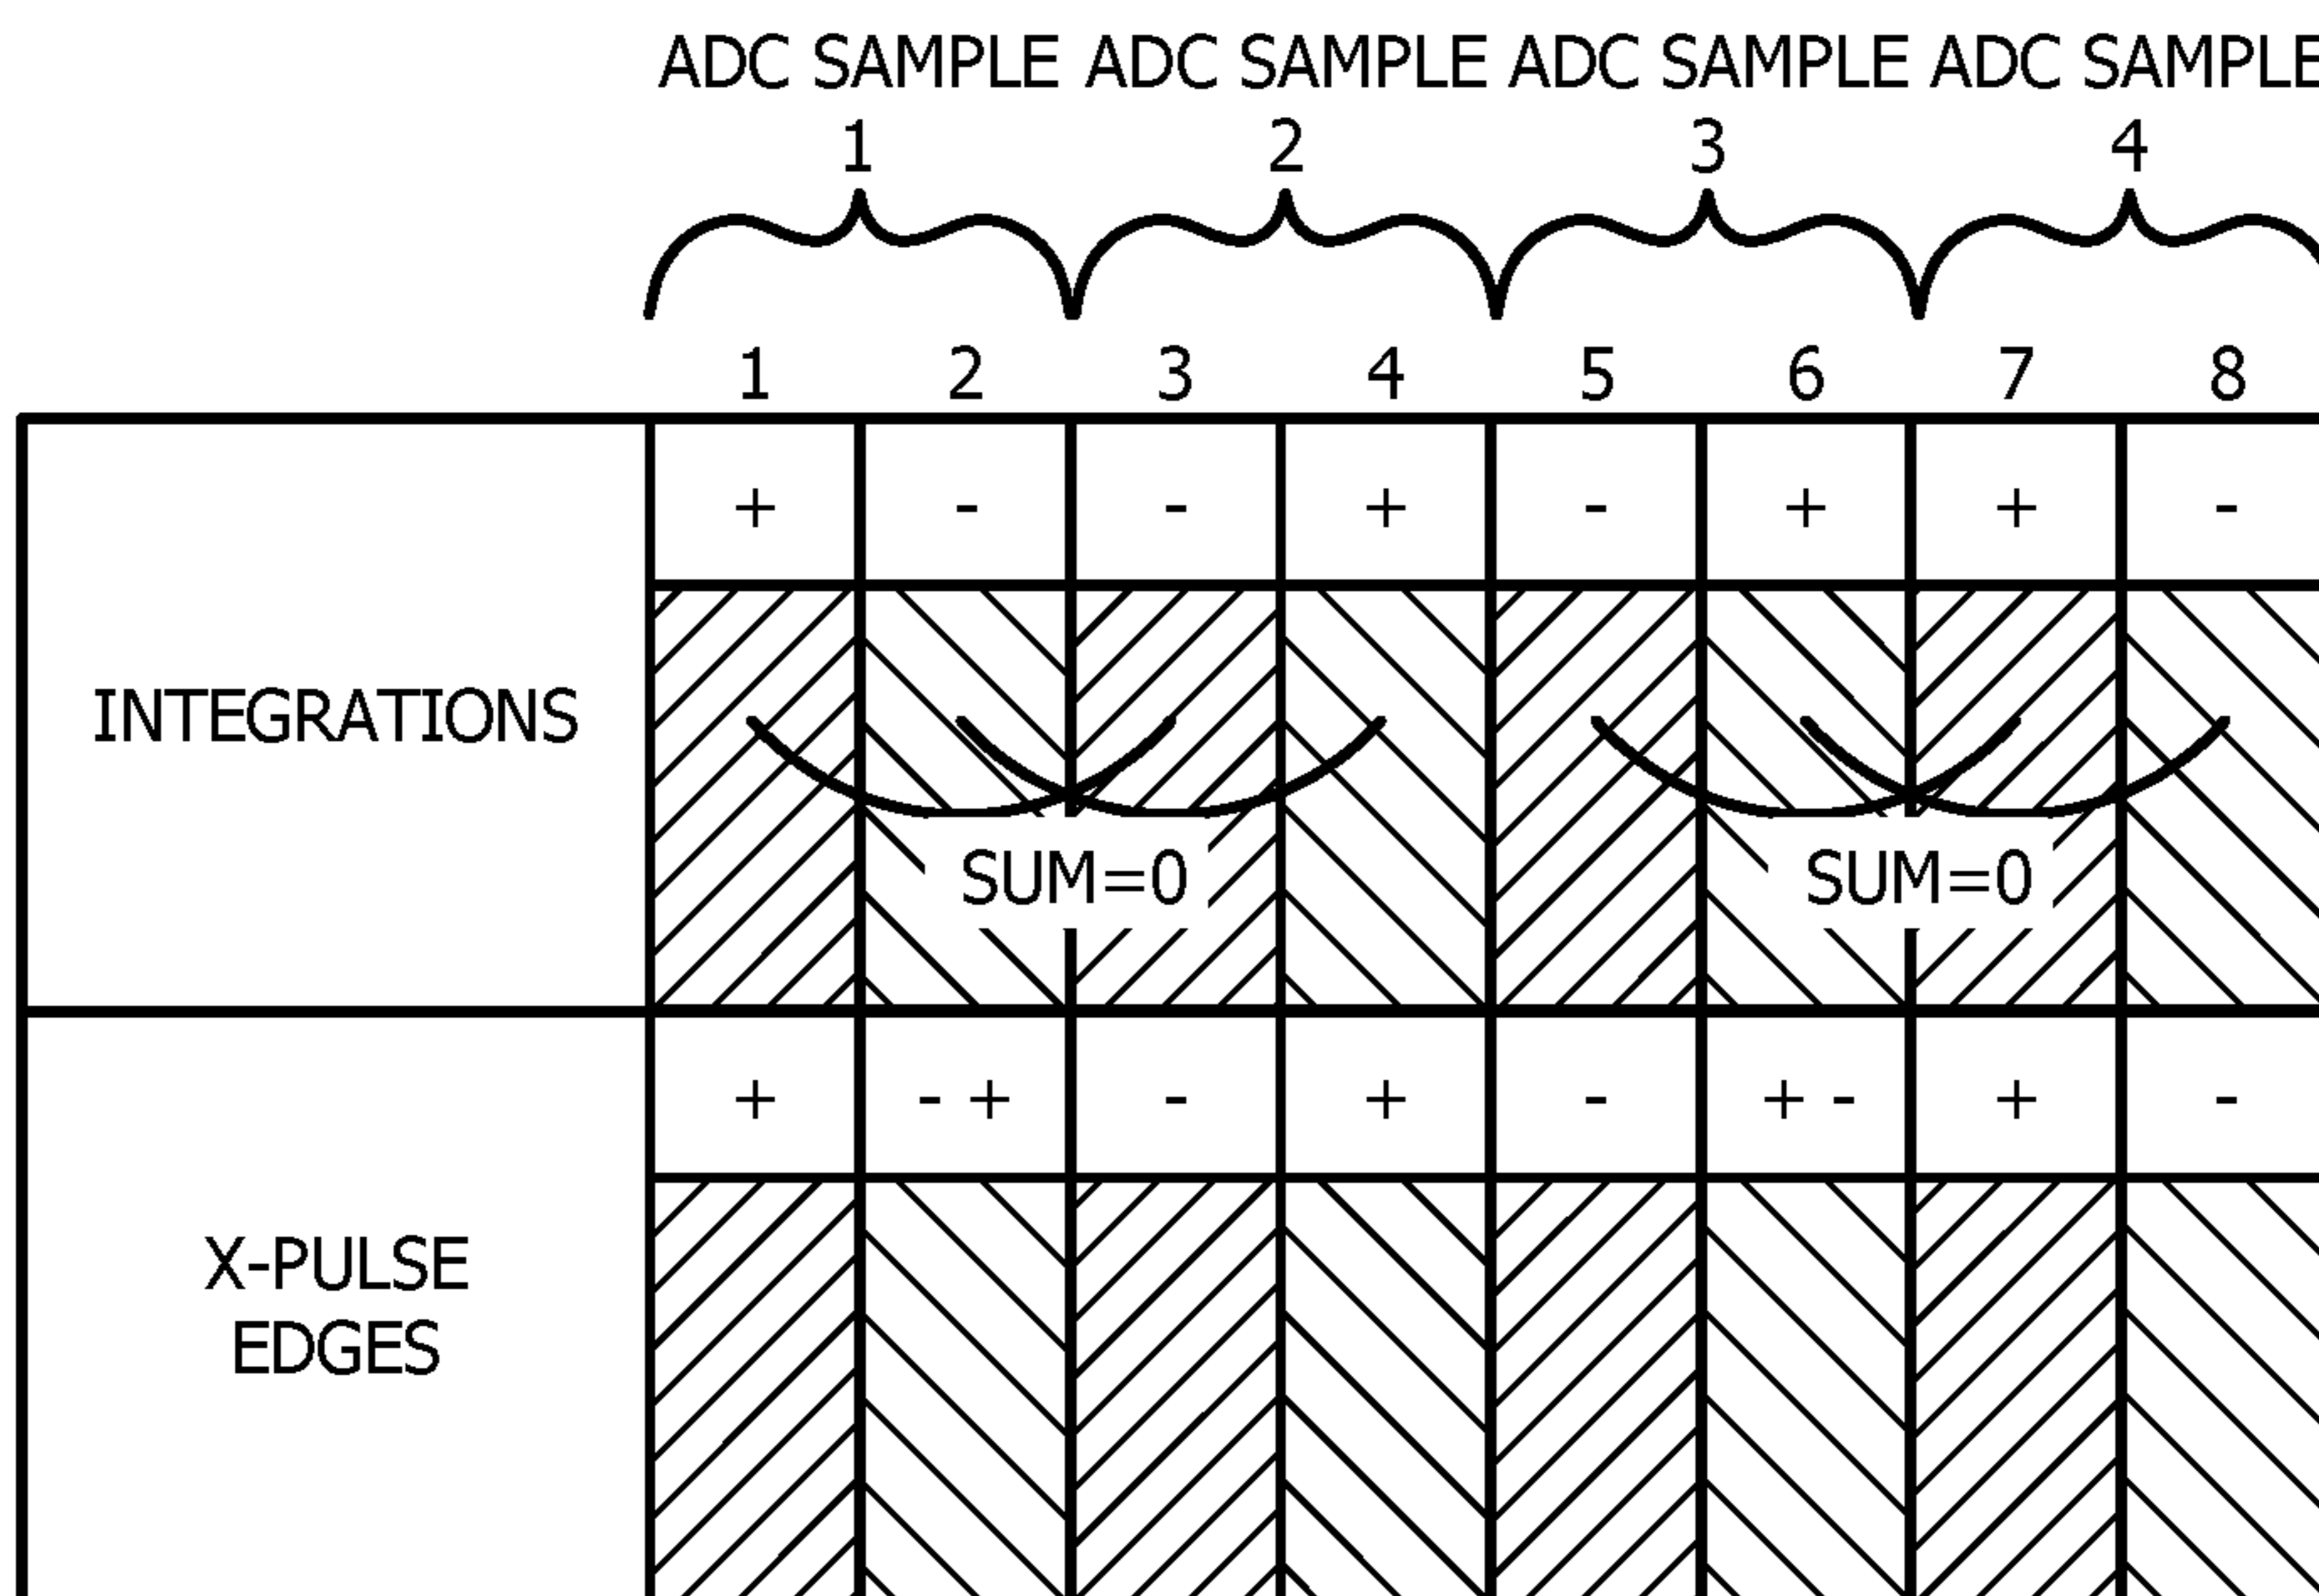 ADC SAMPLE ADC SAMPLE ADC SAMPLE ADC SAMPLE
1 2 3 4
1 2 3 4 5 6 7 8
+ - - + - + + -
INTEGRATIONS
SUM=0 SUM=0
+ - + - + - + - + -
X-PULSE
EDGES